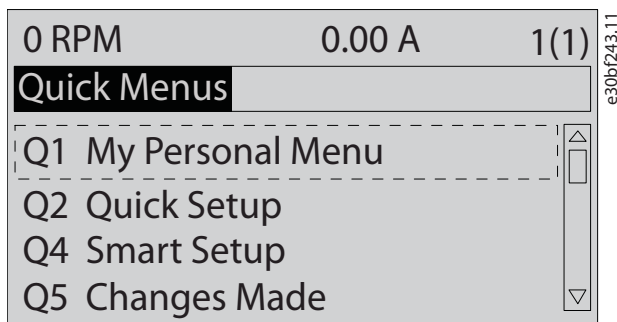 0 RPM 0.00 A 1(1)
Quick Menus
Q1 My Personal Menu
Q2 Quick Setup
Q4 Smart Setup
Q5 Changes Made
e30bf243.11